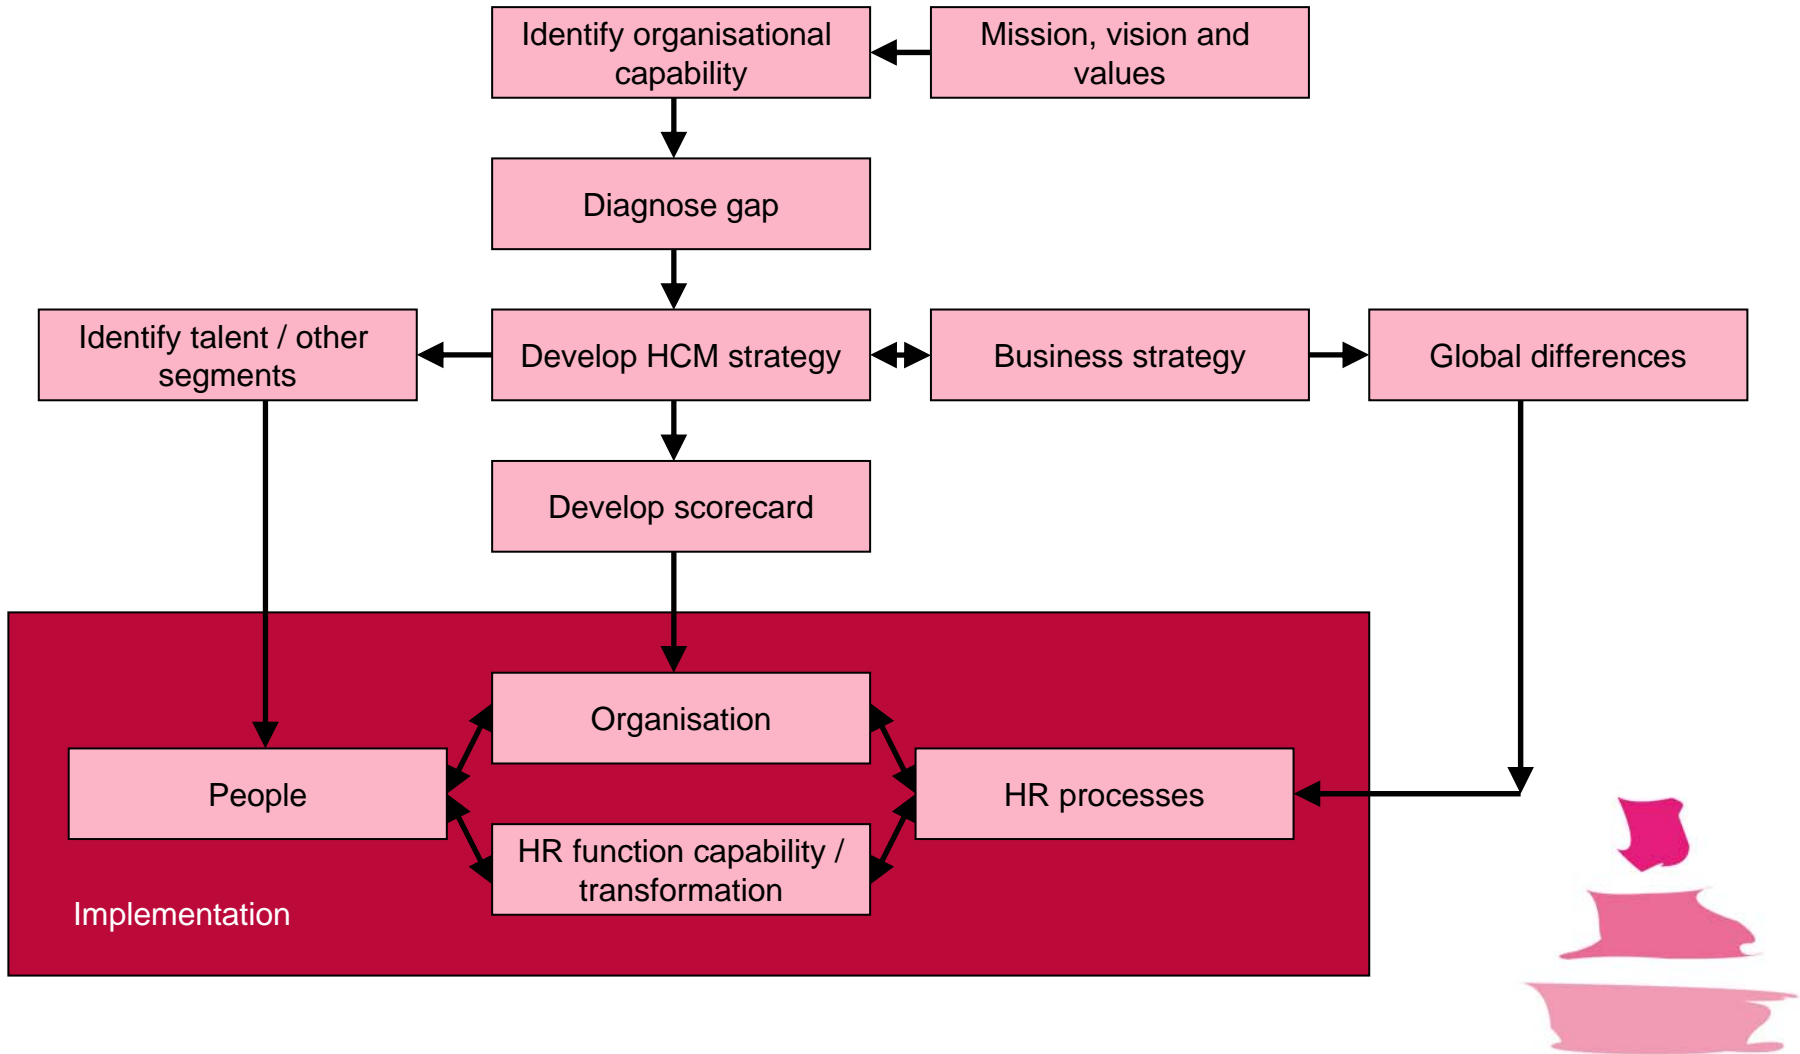 Identify organisational
capability
Mission, vision and
values
Diagnose gap
Identify talent / other
segments
Develop HCM strategy
Business strategy
Global differences
Develop scorecard
Organisation
People
HR processes
HR function capability /
transformation
Implementation